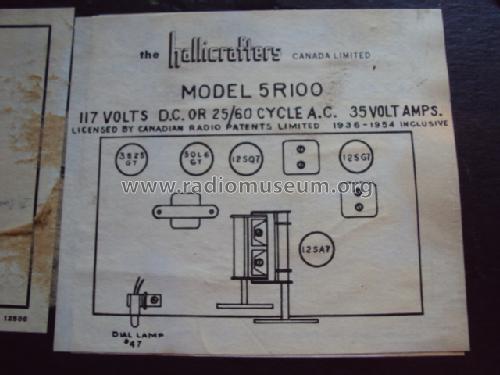 the hallicrafters CANADA LIMITED
MODEL 5R100
117 VOLTS D.C. OR 25/60 CYCLE A.C. 35 VOLT AMPS.
LICENSED BY CANADIAN RADIO PATENTS LIMITED 1936-1954 INCLUSIVE
35Z5 GT
50L6 GT
12SQ7
12SG7
www.radiomuseum.org
12SA7
DIAL LAMP
#47
12506